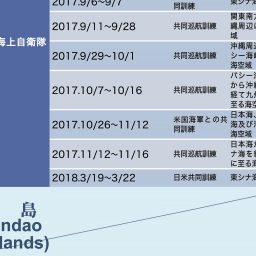 海上自衛隊
2017.9/6~9/7
同訓練
東シナ海
2017.9/11~9/28
共同巡航訓練
関東南方
縄周辺に
域
2017.9/29~10/1
共同巡航訓練
沖縄周辺
シー海峡
海空域
2017.10/7~10/16
共同巡航訓練
バシー海
から沖縄
経て九州
至る海空
2017.10/26~11/12
米国海軍との共
同訓練
日本海、
海及び沖
海空域
2017.11/12~11/16
共同巡航訓練
日本海か
ナ海を経
に至る海
2018.3/19~3/22
日米共同訓練
東シナ海
島
ndao
lands)